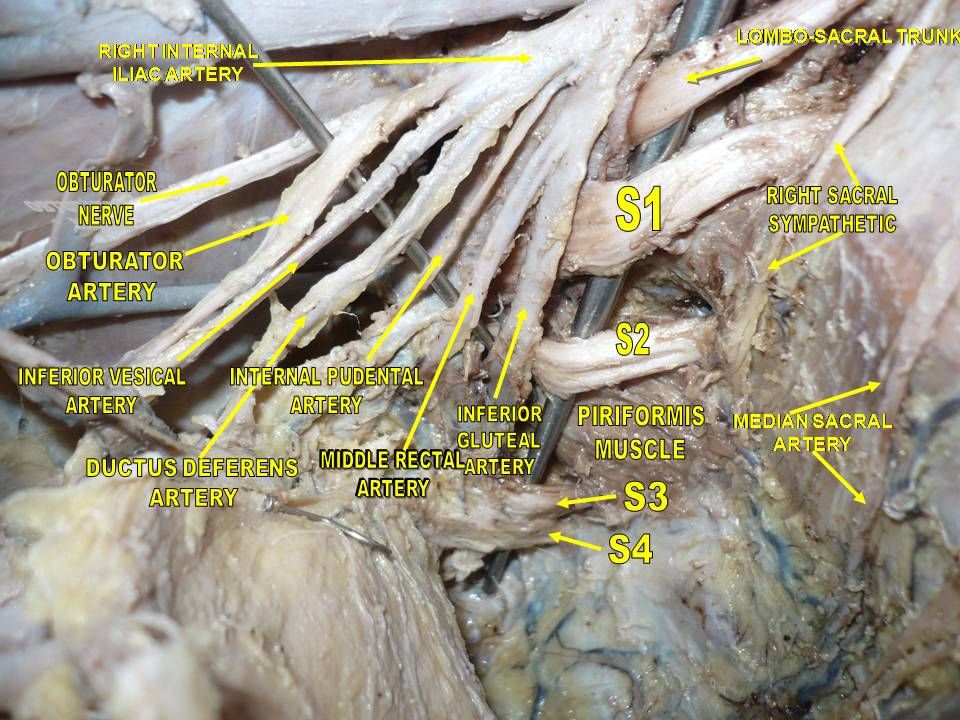 RIGHT INTERNAL
ILIAC ARTERY
LOMBO-SACRAL TRUNK
OBTURATOR
NERVE
OBTURATOR
ARTERY
S1
RIGHT SACRAL
SYMPATHETIC
S2
INFERIOR VESICAL
ARTERY
INTERNAL PUDENTAL
ARTERY
INFERIOR
GLUTEAL
ARTERY
PIRIFORMIS
MUSCLE
MEDIAN SACRAL
ARTERY
DUCTUS DEFERENS
ARTERY
MIDDLE RECTAL
ARTERY
S3
S4